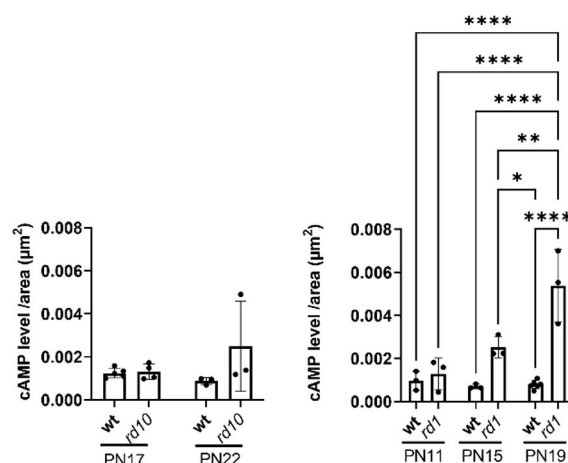 cAMP level /area (µm²)
0.008
0.006
0.004
0.002
0.000
wt
rd10
wt
rd10
PN17
PN22
****
****
****
**
*
****
cAMP level /area (µm²)
0.008
0.006
0.004
0.002
0.000
wt
rd1
wt
rd1
wt
rd1
PN11
PN15
PN19